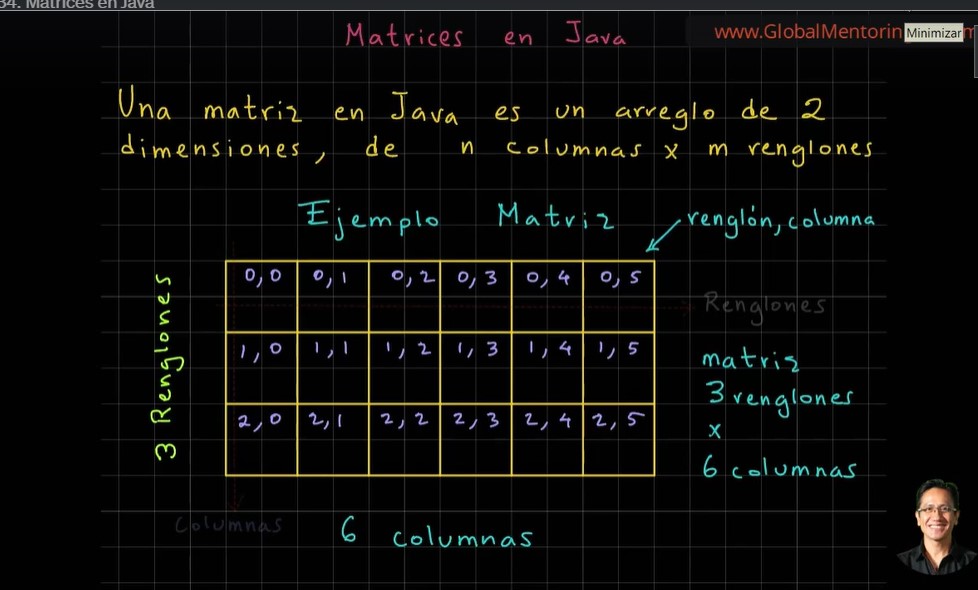 34. Matrices en Java
Matrices en Java
www.GlobalMentorin
Minimizar
Una matriz en Java es un arreglo de 2
dimensiones, de n columnas x m renglones
Ejemplo Matriz
renglón, columna
0,0 0,1 0,2 0,3 0,4 0,5
1,0 1,1 1,2 1,3 1,4 1,5
2,0 2,1 2,2 2,3 2,4 2,5
3 Renglones
Renglones
matriz
3 renglones
x
6 columnas
Columnas
6 columnas